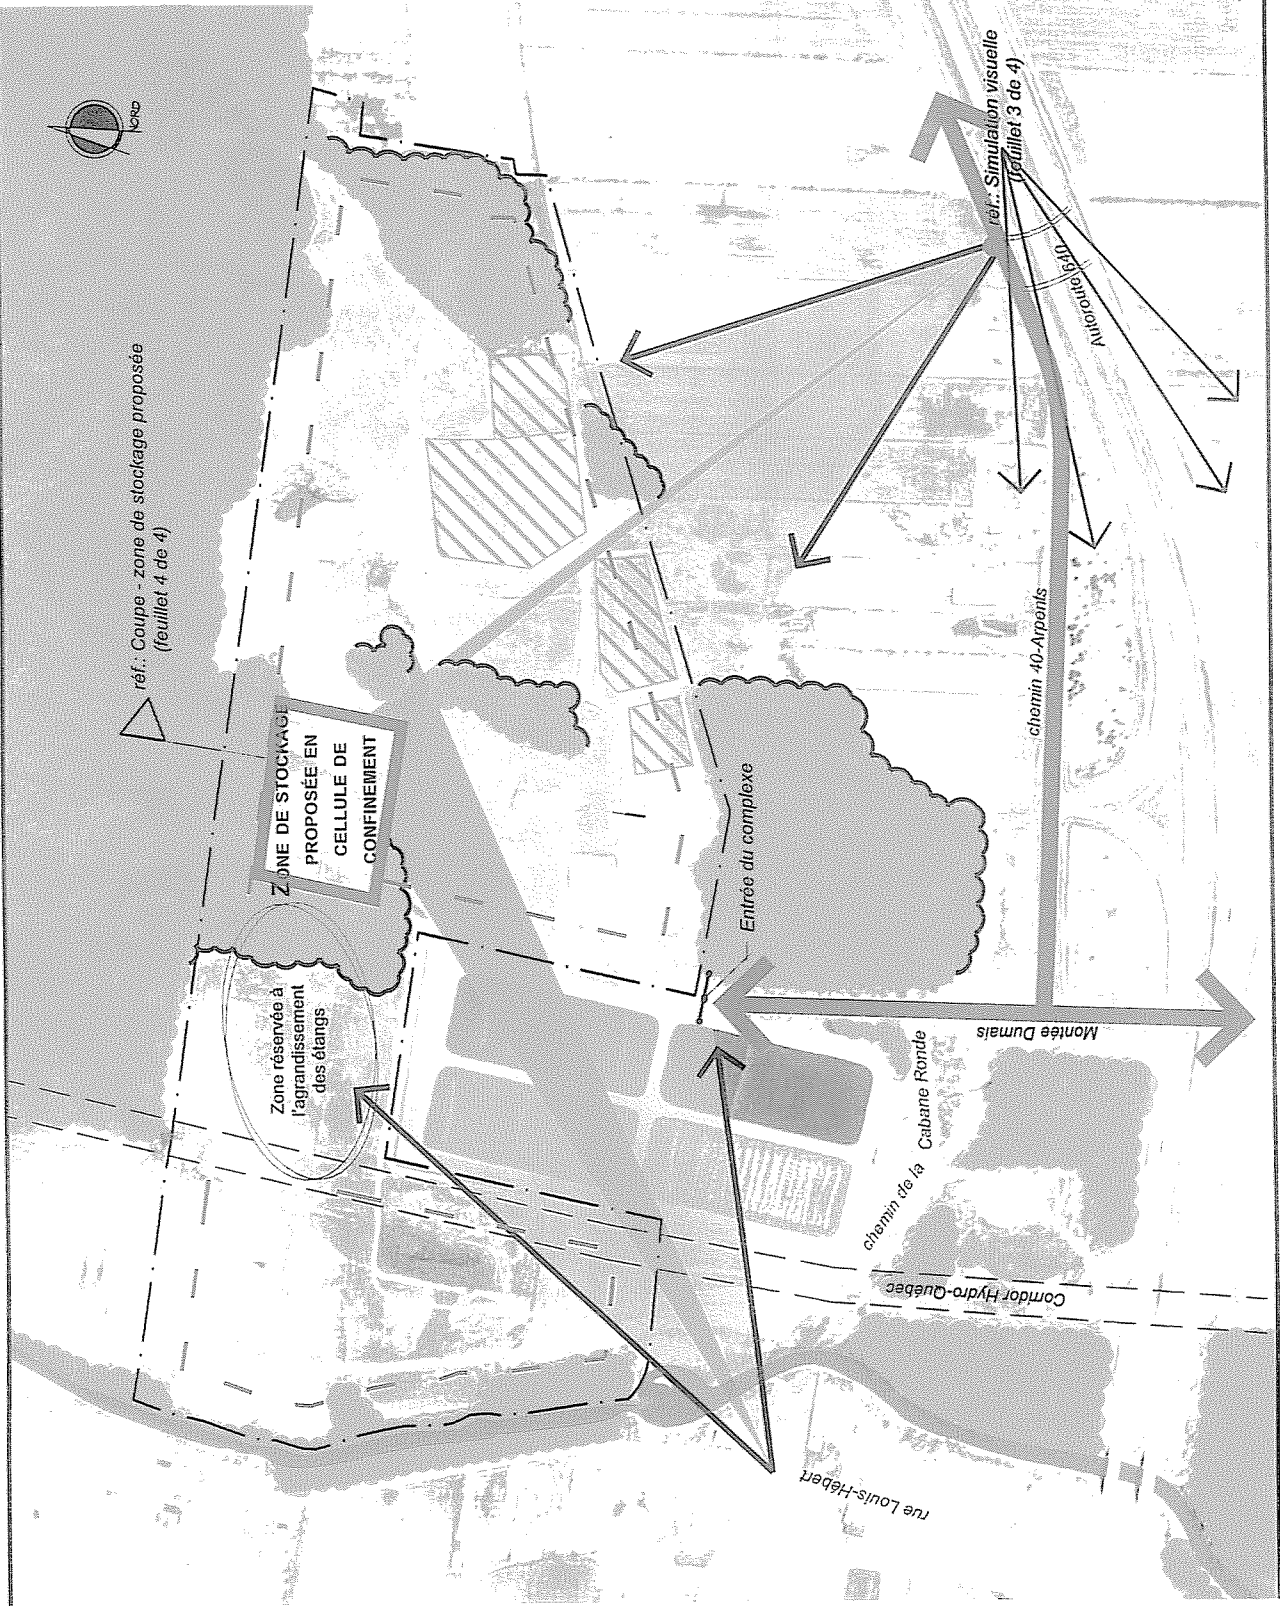 NORD
réf.: Coupe - zone de stockage proposée
(feuillet 4 de 4)
réf.: Simulation visuelle
(feuillet 3 de 4)
Autoroute 640
ZONE DE STOCKAGE
PROPOSÉE EN
CELLULE DE
CONFINEMENT
chemin 40-Arpents
Entrée du complexe
Zone réservée à
l'agrandissement
des étangs
Montée Dumais
chemin de la Cabane Ronde
Corridor Hydro-Québec
rue Louis-Hébert